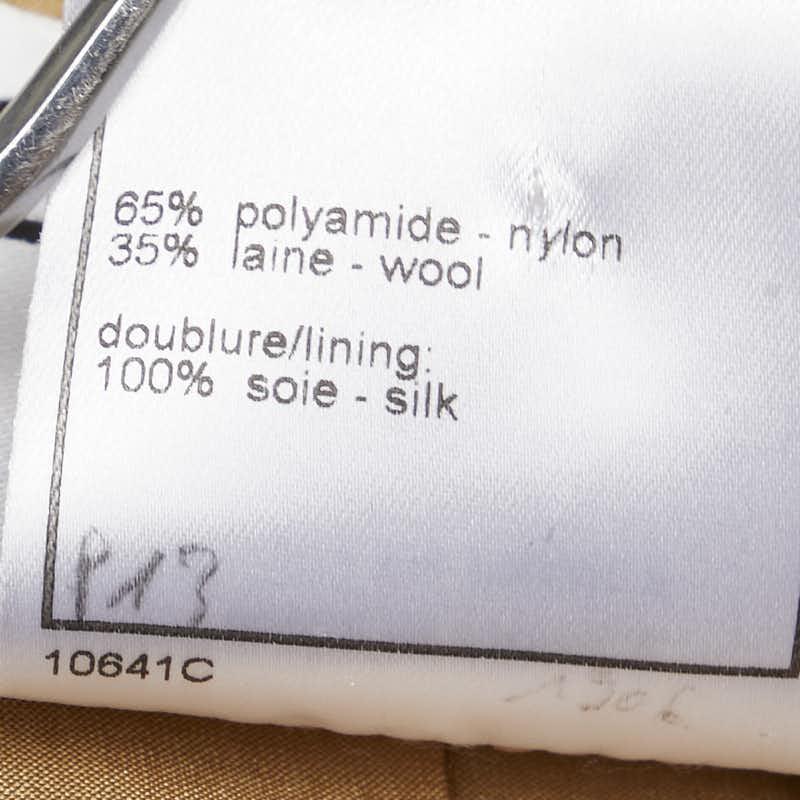 65% polyamide - nylon
35% laine - wool
doublure/lining:
100% soie - silk
P13
10641C